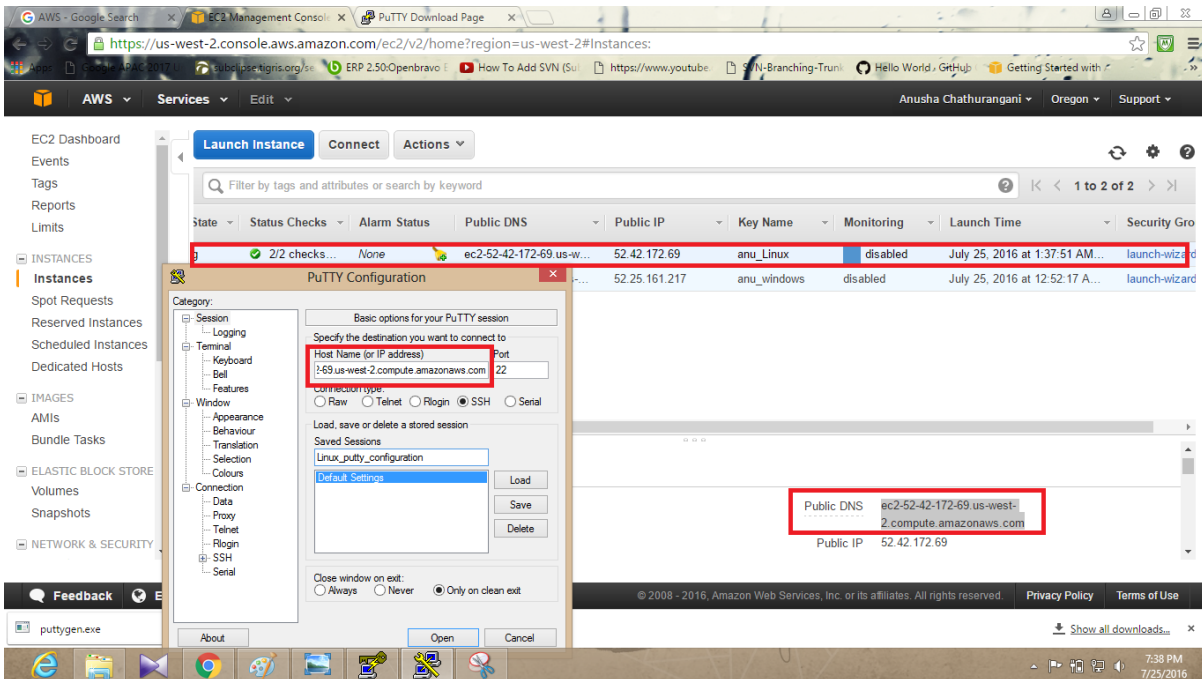 AWS - Google Search
EC2 Management Console
PuTTY Download Page
https://us-west-2.console.aws.amazon.com/ec2/v2/home?region=us-west-2#Instances:
Apps Google APAC 2017 subclipse.tigris.org/se ERP 2.50:Openbravo E How To Add SVN (Su https://www.youtube. SVN-Branching-Trunk Hello World · GitHub Getting Started with
AWS Services Edit Anusha Chathurangani Oregon Support
EC2 Dashboard
Events
Tags
Reports
Limits
INSTANCES
Instances
Spot Requests
Reserved Instances
Scheduled Instances
Dedicated Hosts
IMAGES
AMIs
Bundle Tasks
ELASTIC BLOCK STORE
Volumes
Snapshots
NETWORK & SECURITY
Launch Instance Connect Actions
Filter by tags and attributes or search by keyword
1 to 2 of 2
State Status Checks Alarm Status Public DNS Public IP Key Name Monitoring Launch Time Security Gro
g 2/2 checks... None ec2-52-42-172-69.us-w... 52.42.172.69 anu_Linux disabled July 25, 2016 at 1:37:51 AM... launch-wizard
52.25.161.217 anu_windows disabled July 25, 2016 at 12:52:17 A... launch-wizard
PuTTY Configuration
Category:
Session
Logging
Terminal
Keyboard
Bell
Features
Window
Appearance
Behaviour
Translation
Selection
Colours
Connection
Data
Proxy
Telnet
Rlogin
SSH
Serial
Basic options for your PuTTY session
Specify the destination you want to connect to
Host Name (or IP address) Port
2-69.us-west-2.compute.amazonaws.com 22
Connection type:
Raw Telnet Rlogin SSH Serial
Load, save or delete a stored session
Saved Sessions
Linux_putty_configuration
Default Settings
Load
Save
Delete
Close window on exit:
Always Never Only on clean exit
About Open Cancel
Public DNS ec2-52-42-172-69.us-west-
2.compute.amazonaws.com
Public IP 52.42.172.69
Feedback E
© 2008 - 2016, Amazon Web Services, Inc. or its affiliates. All rights reserved. Privacy Policy Terms of Use
puttygen.exe
Show all downloads...
7:38 PM
7/25/2016